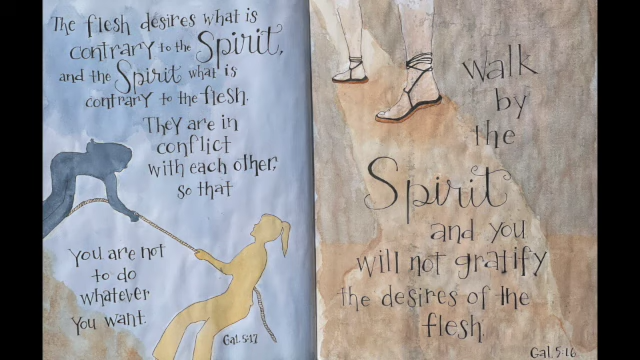 The flesh desires what is
contrary to the Spirit,
and the Spirit what is
contrary to the flesh.
They are in
conflict
with each other,
so that
You are not
to do
whatever
You want.
Gal. 5:17
Walk
by
the
Spirit
and you
will not gratify
the desires of the
flesh.
Gal. 5:16